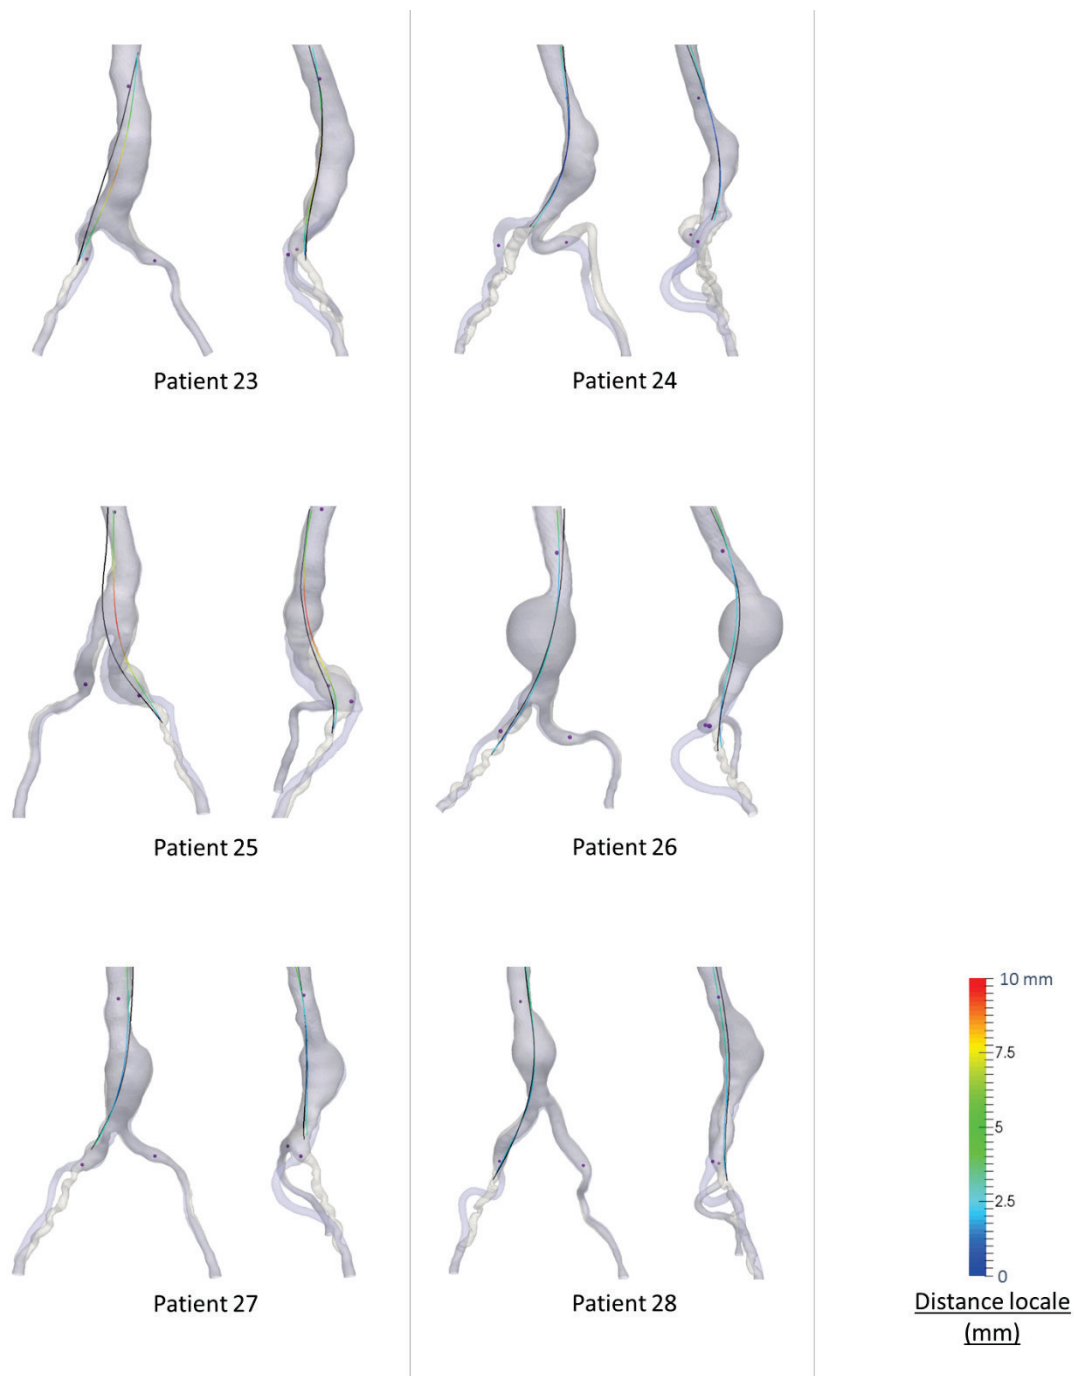 Patient 23
Patient 24
Patient 25
Patient 26
Patient 27
Patient 28
10 mm
7.5
5
2.5
0
Distance locale
(mm)